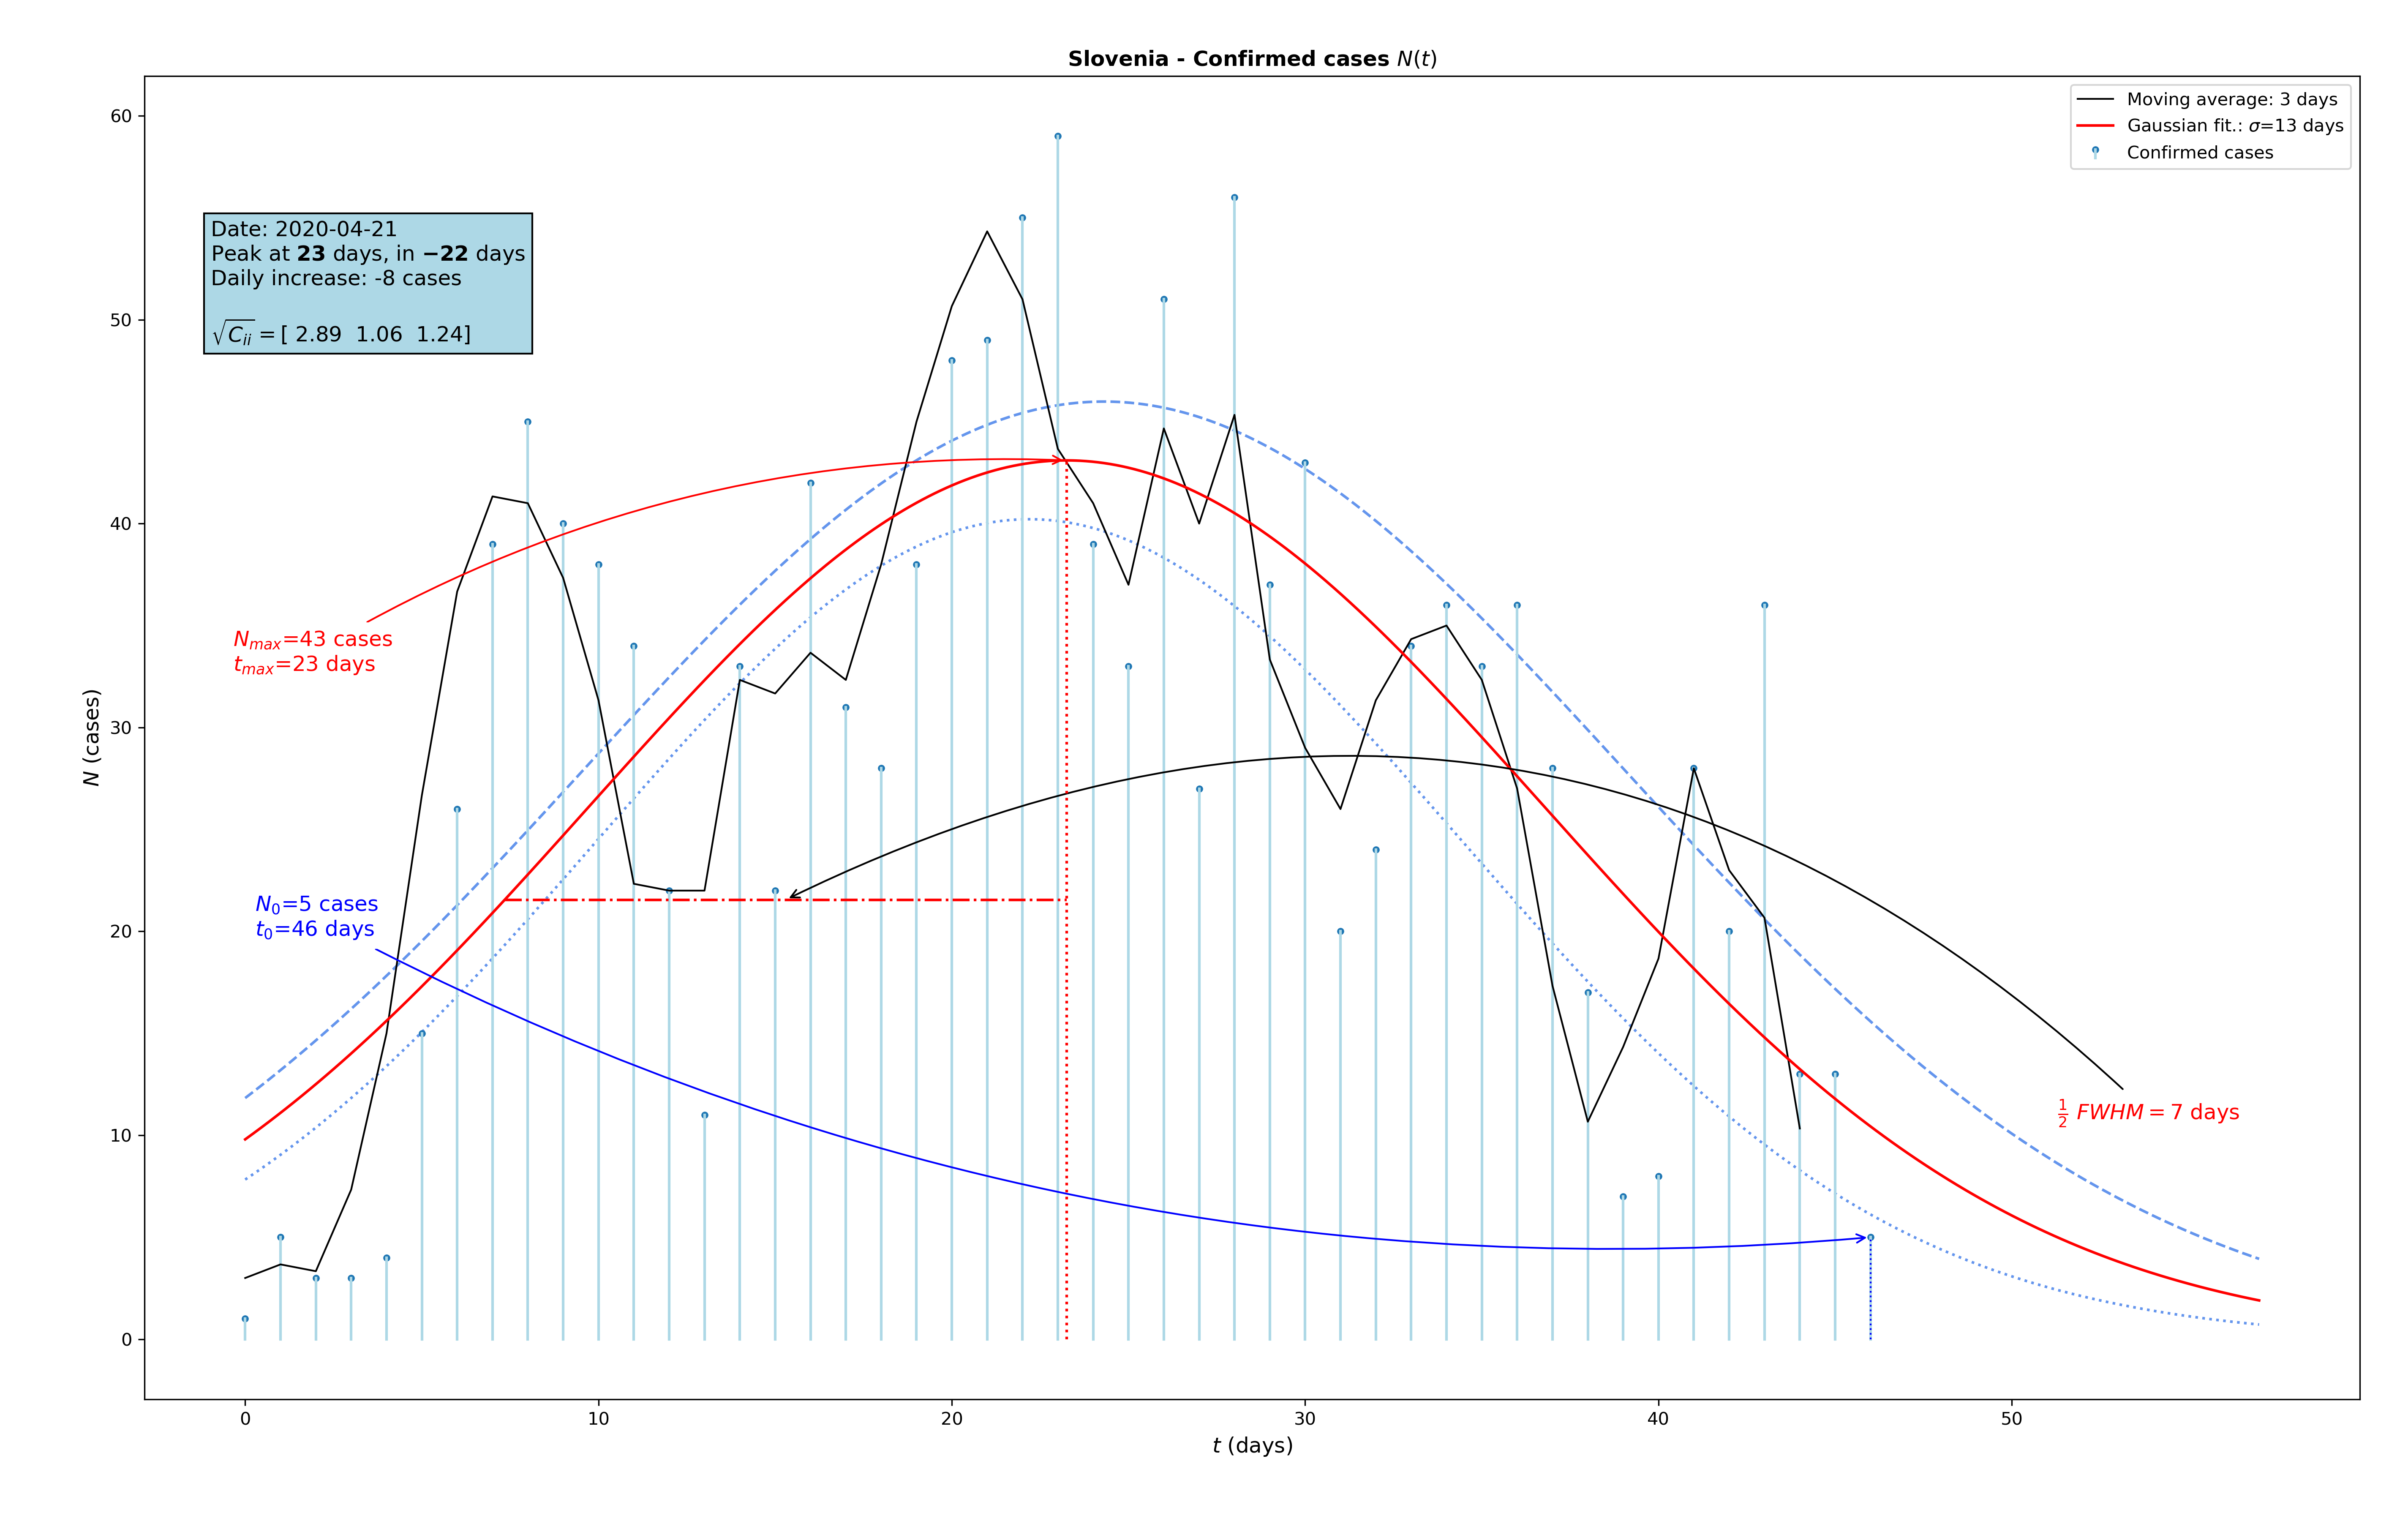 Slovenia - Confirmed cases N(t)
Moving average: 3 days
Gaussian fit.: σ=13 days
Confirmed cases
Date: 2020-04-21
Peak at 23 days, in −22 days
Daily increase: -8 cases
√Cii = [ 2.89 1.06 1.24]
Nmax=43 cases
tmax=23 days
N0=5 cases
t0=46 days
1/2 FWHM = 7 days
N (cases)
60
50
40
30
20
10
0
0 10 20 30 40 50
t (days)